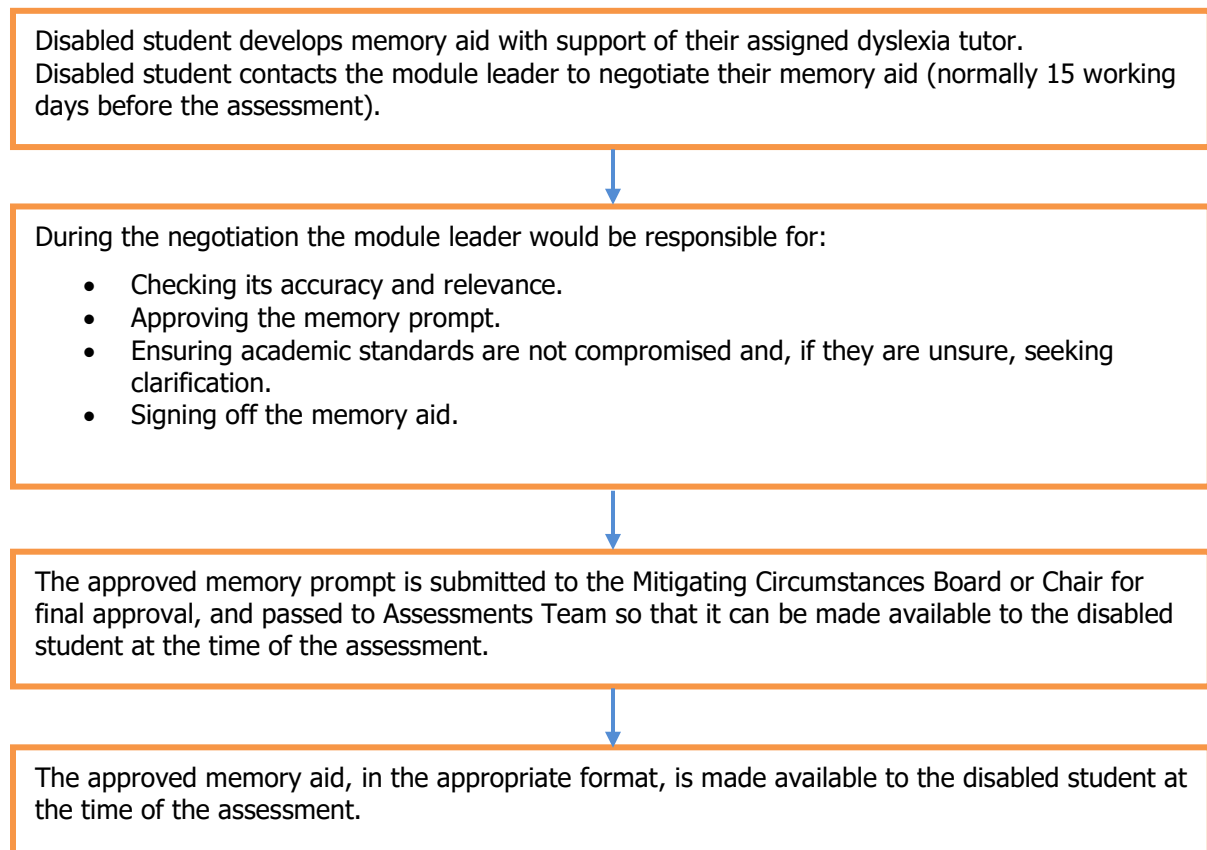 Disabled student develops memory aid with support of their assigned dyslexia tutor.
Disabled student contacts the module leader to negotiate their memory aid (normally 15 working
days before the assessment).
During the negotiation the module leader would be responsible for:
• Checking its accuracy and relevance.
• Approving the memory prompt.
• Ensuring academic standards are not compromised and, if they are unsure, seeking
clarification.
• Signing off the memory aid.
The approved memory prompt is submitted to the Mitigating Circumstances Board or Chair for
final approval, and passed to Assessments Team so that it can be made available to the disabled
student at the time of the assessment.
The approved memory aid, in the appropriate format, is made available to the disabled student at
the time of the assessment.